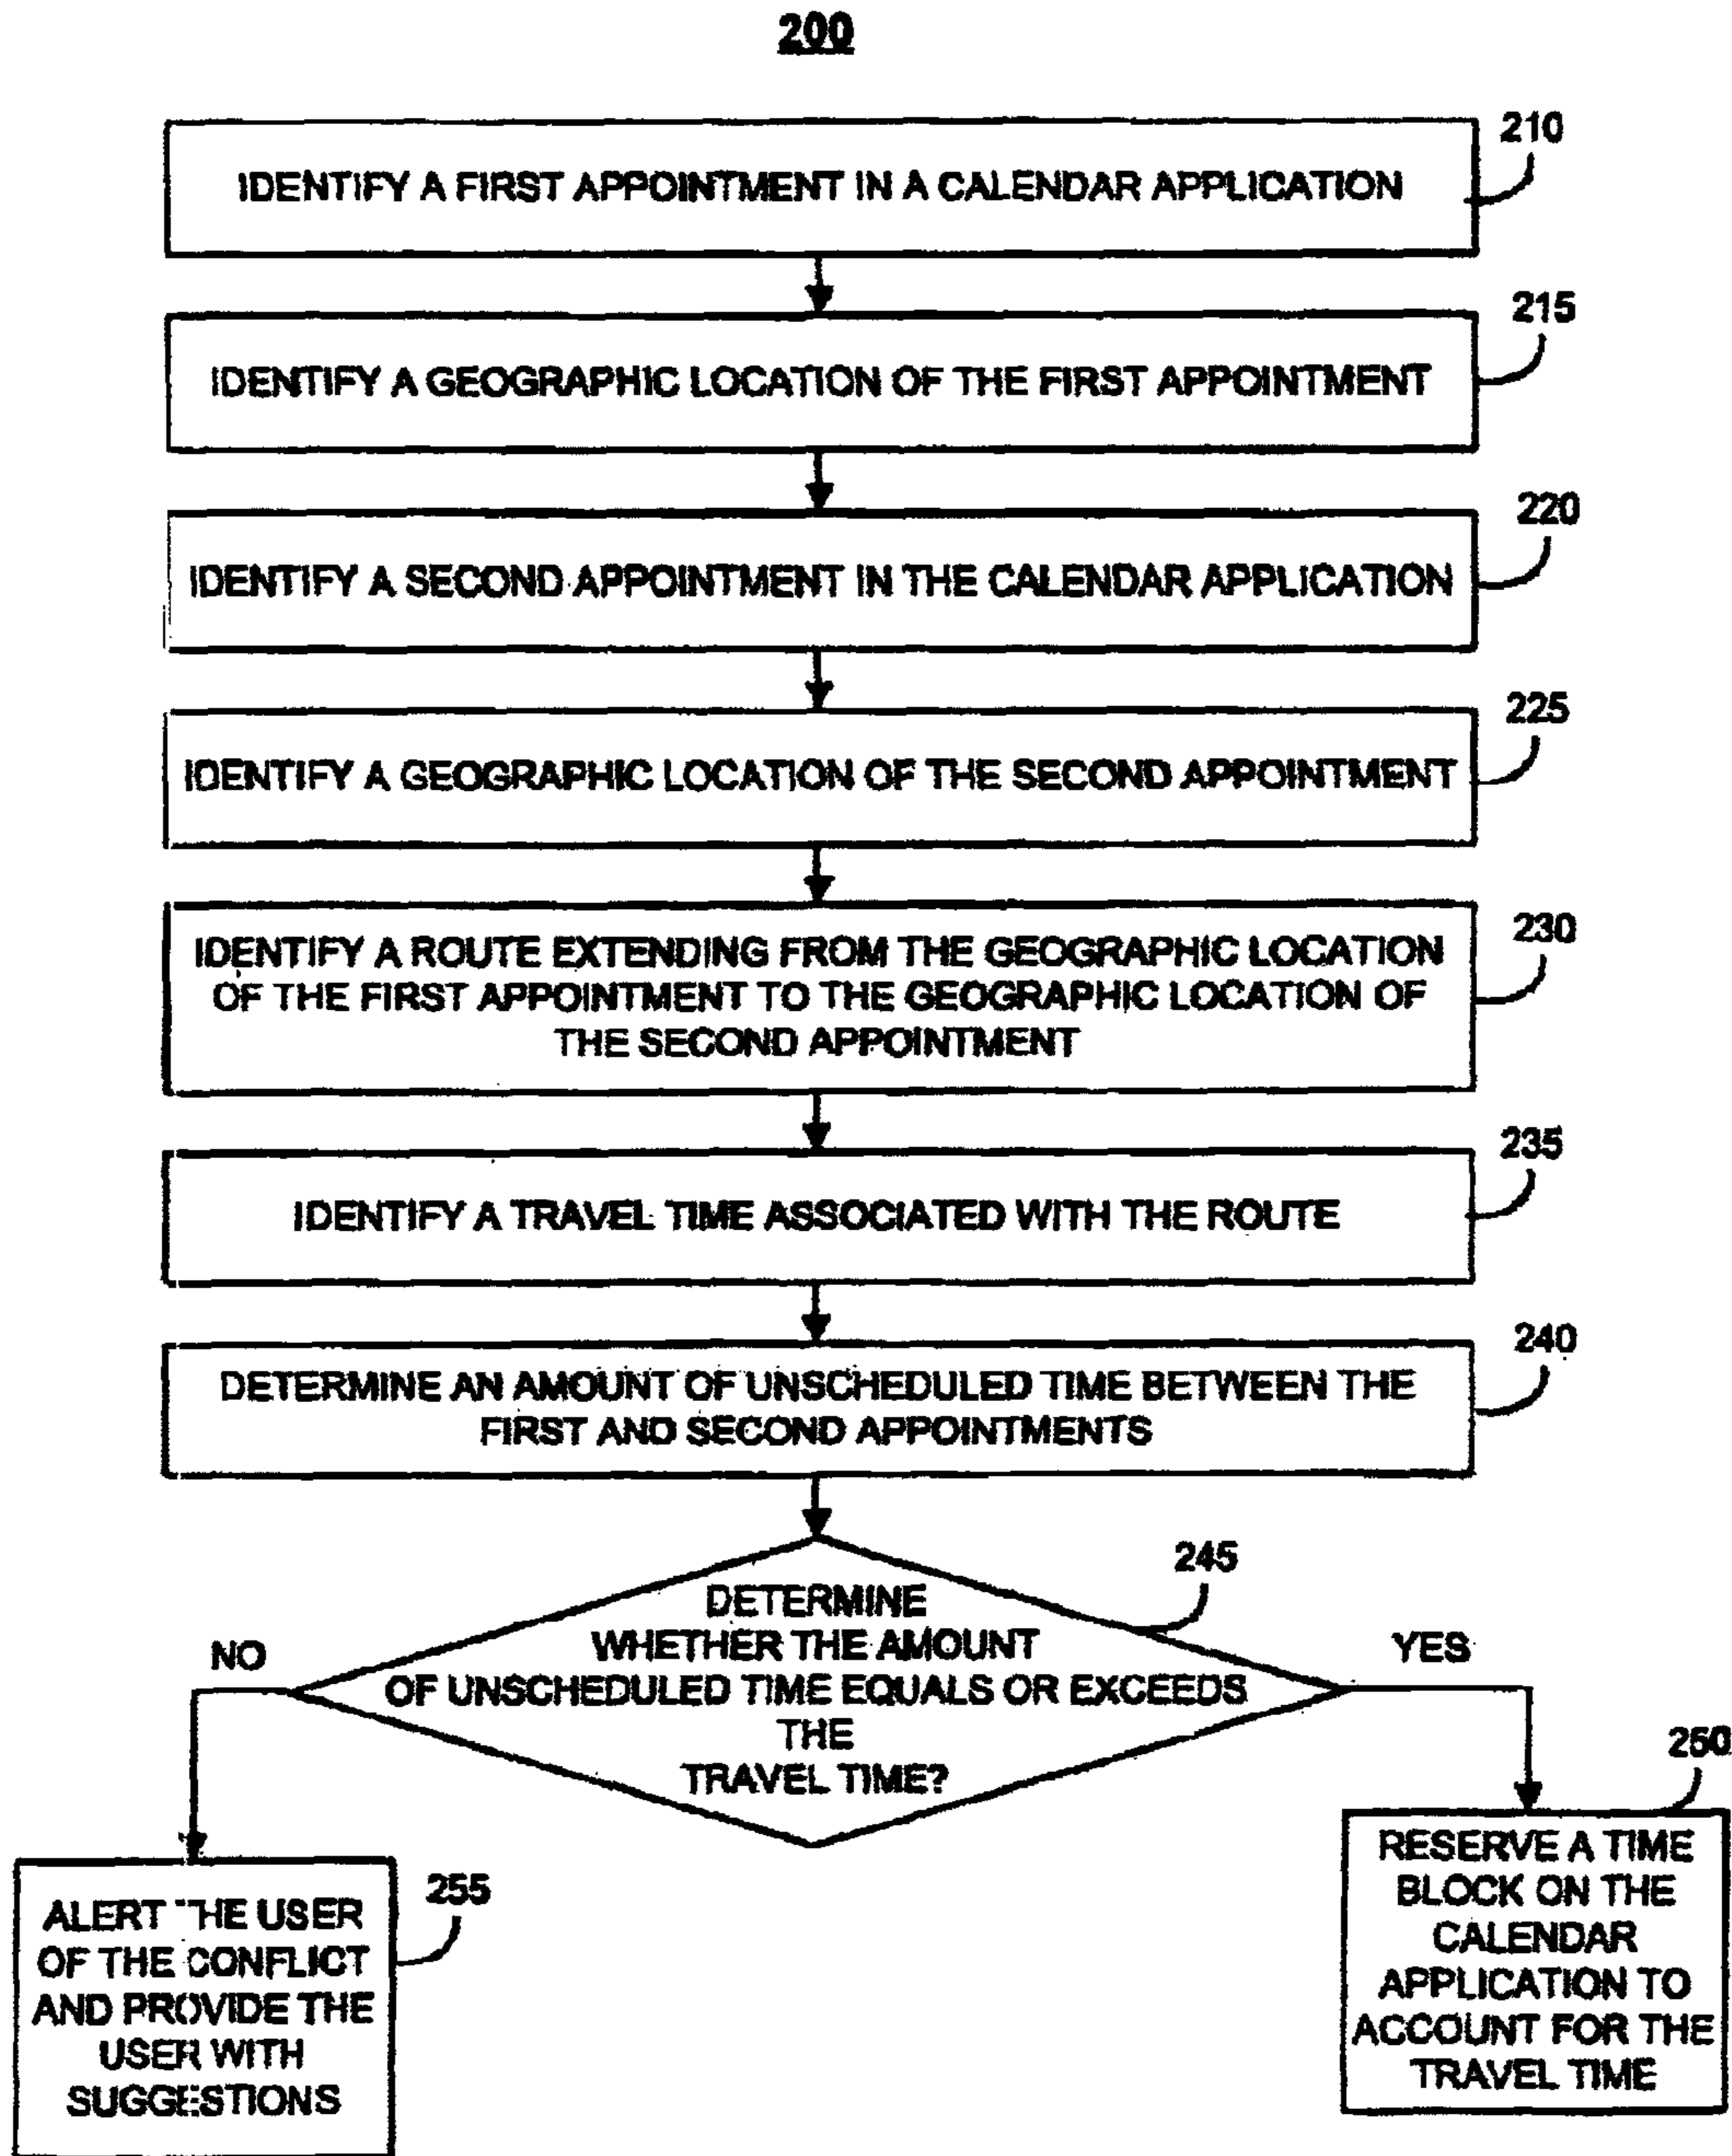 200
210
IDENTIFY A FIRST APPOINTMENT IN A CALENDAR APPLICATION
215
IDENTIFY A GEOGRAPHIC LOCATION OF THE FIRST APPOINTMENT
220
IDENTIFY A SECOND APPOINTMENT IN THE CALENDAR APPLICATION
225
IDENTIFY A GEOGRAPHIC LOCATION OF THE SECOND APPOINTMENT
230
IDENTIFY A ROUTE EXTENDING FROM THE GEOGRAPHIC LOCATION
OF THE FIRST APPOINTMENT TO THE GEOGRAPHIC LOCATION OF
THE SECOND APPOINTMENT
235
IDENTIFY A TRAVEL TIME ASSOCIATED WITH THE ROUTE
240
DETERMINE AN AMOUNT OF UNSCHEDULED TIME BETWEEN THE
FIRST AND SECOND APPOINTMENTS
245
DETERMINE
WHETHER THE AMOUNT
OF UNSCHEDULED TIME EQUALS OR EXCEEDS
THE
TRAVEL TIME?
NO
YES
255
ALERT THE USER
OF THE CONFLICT
AND PROVIDE THE
USER WITH
SUGGESTIONS
250
RESERVE A TIME
BLOCK ON THE
CALENDAR
APPLICATION TO
ACCOUNT FOR THE
TRAVEL TIME